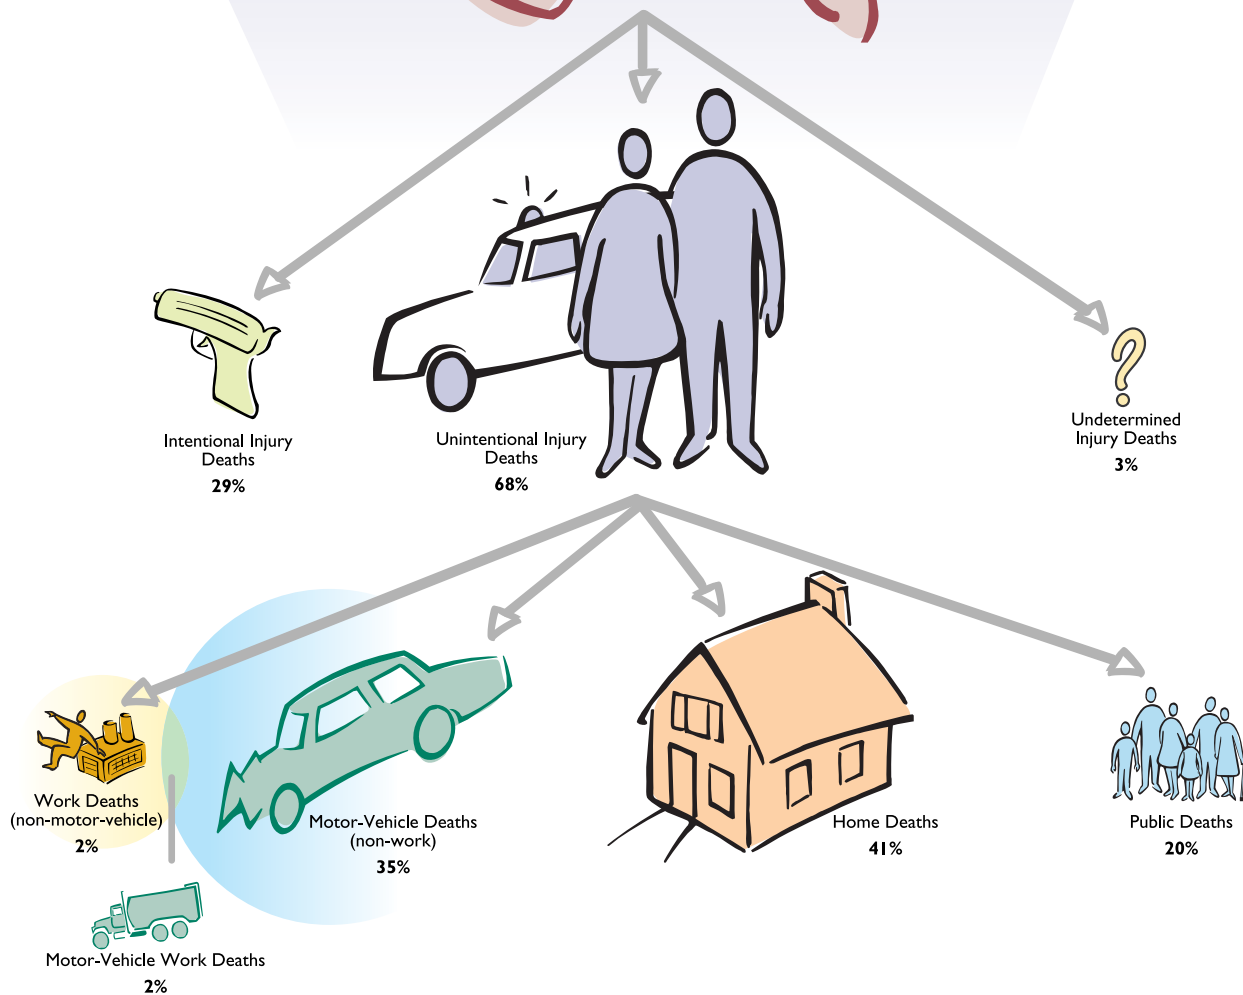 Intentional Injury
Deaths
29%
Unintentional Injury
Deaths
68%
Undetermined
Injury Deaths
3%
Work Deaths
(non-motor-vehicle)
2%
Motor-Vehicle Deaths
(non-work)
35%
Home Deaths
41%
Public Deaths
20%
Motor-Vehicle Work Deaths
2%